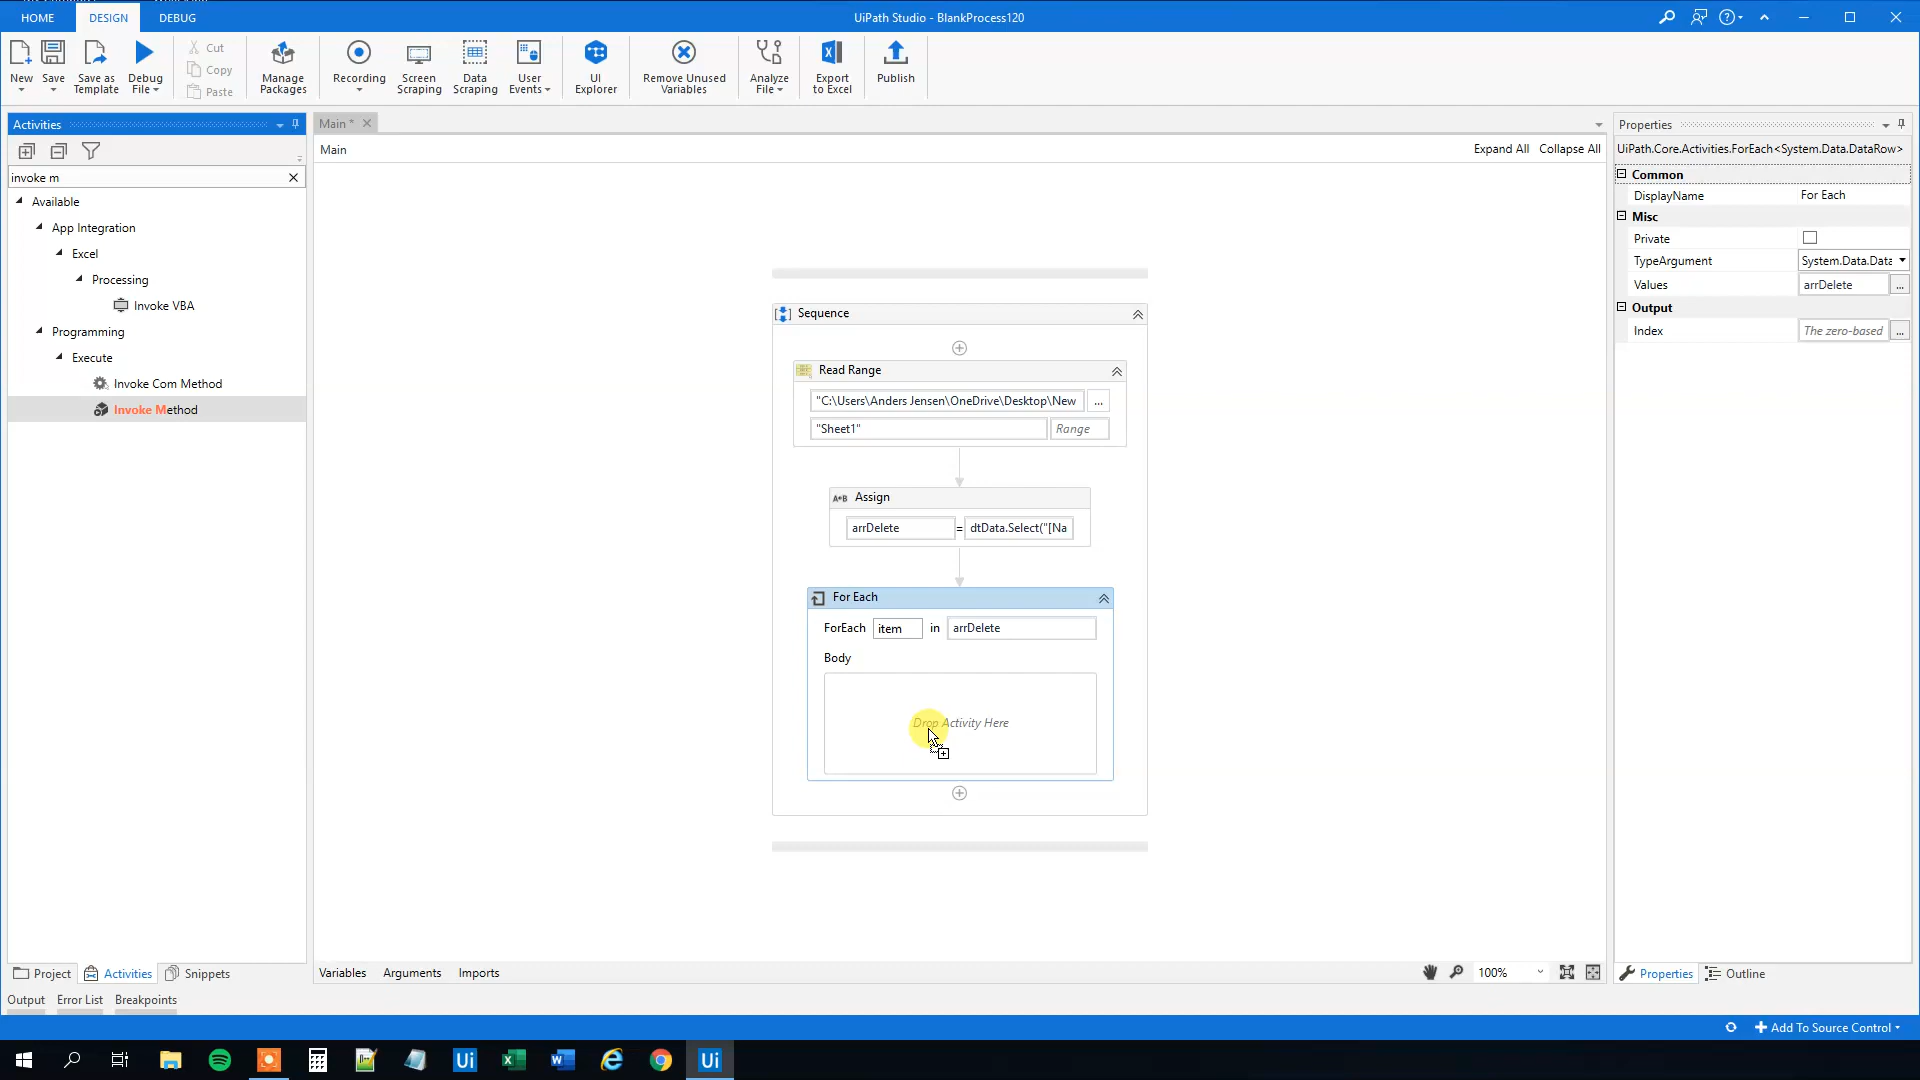 HOME
DESIGN
DEBUG
UiPath Studio - BlankProcess120
New
Save
Save as Template
Debug File
Cut
Copy
Paste
Manage Packages
Recording
Screen Scraping
Data Scraping
User Events
UI Explorer
Remove Unused Variables
Analyze File
Export to Excel
Publish
Activities
invoke m
Available
App Integration
Excel
Processing
Invoke VBA
Programming
Execute
Invoke Com Method
Invoke Method
Project
Activities
Snippets
Main *
Main
Expand All
Collapse All
Sequence
Read Range
"C:\Users\Anders Jensen\OneDrive\Desktop\New
...
"Sheet1"
Range
A*B Assign
arrDelete = dtData.Select("[Na
For Each
ForEach item in arrDelete
Body
Drop Activity Here
Variables
Arguments
Imports
100%
Properties
UiPath.Core.Activities.ForEach<System.Data.DataRow>
Common
DisplayName For Each
Misc
Private
TypeArgument System.Data.Data
Values arrDelete ...
Output
Index The zero-based ...
Properties
Outline
Output
Error List
Breakpoints
Add To Source Control
Ui
Ui